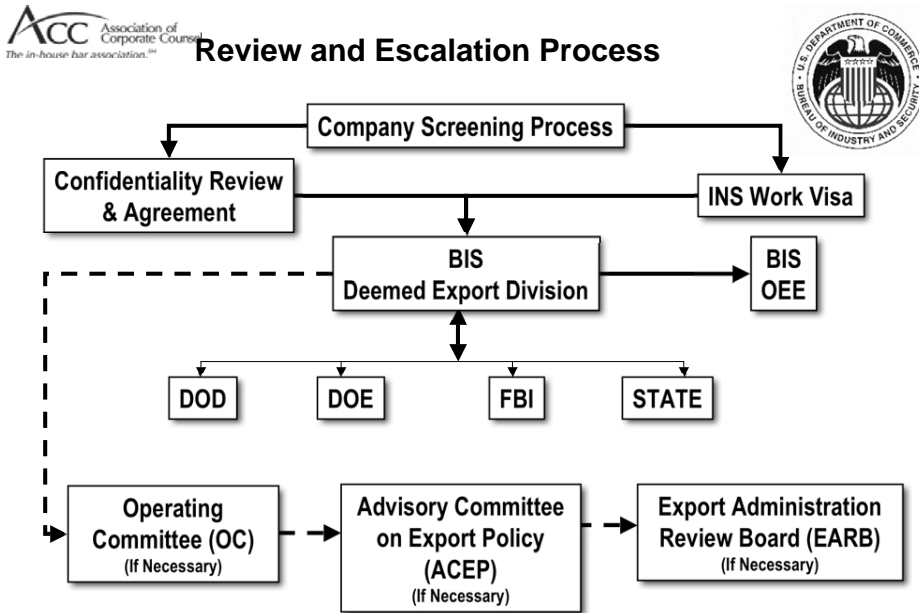 ACC Association of
Corporate Counsel
The in-house bar association.SM
Review and Escalation Process
U.S. DEPARTMENT OF COMMERCE
BUREAU OF INDUSTRY AND SECURITY
Company Screening Process
Confidentiality Review
& Agreement
INS Work Visa
BIS
Deemed Export Division
BIS
OEE
DOD
DOE
FBI
STATE
Operating
Committee (OC)
(If Necessary)
Advisory Committee
on Export Policy
(ACEP)
(If Necessary)
Export Administration
Review Board (EARB)
(If Necessary)